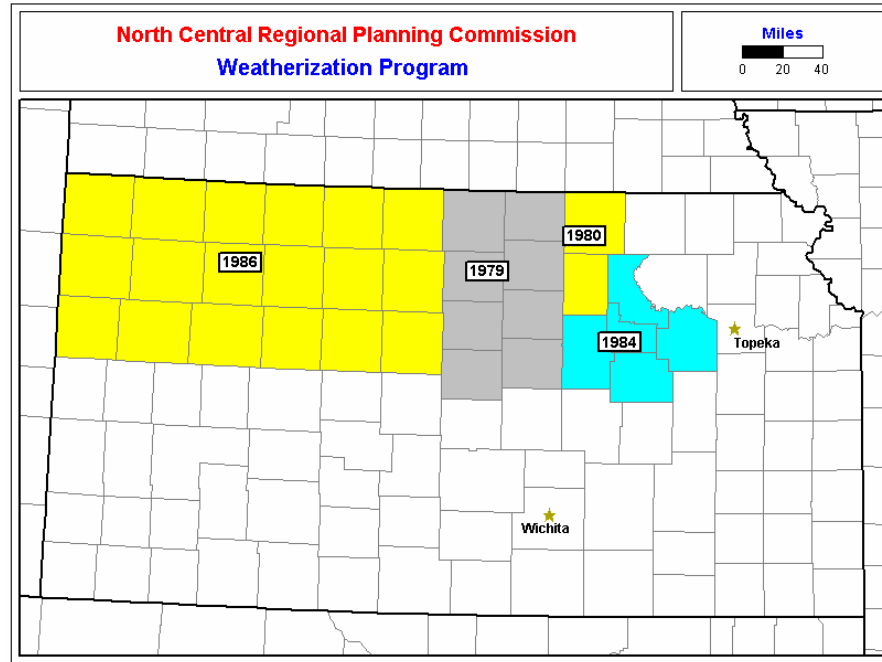 North Central Regional Planning Commission
Weatherization Program
Miles
0 20 40
1980
1986
1979
1984
Topeka
Wichita